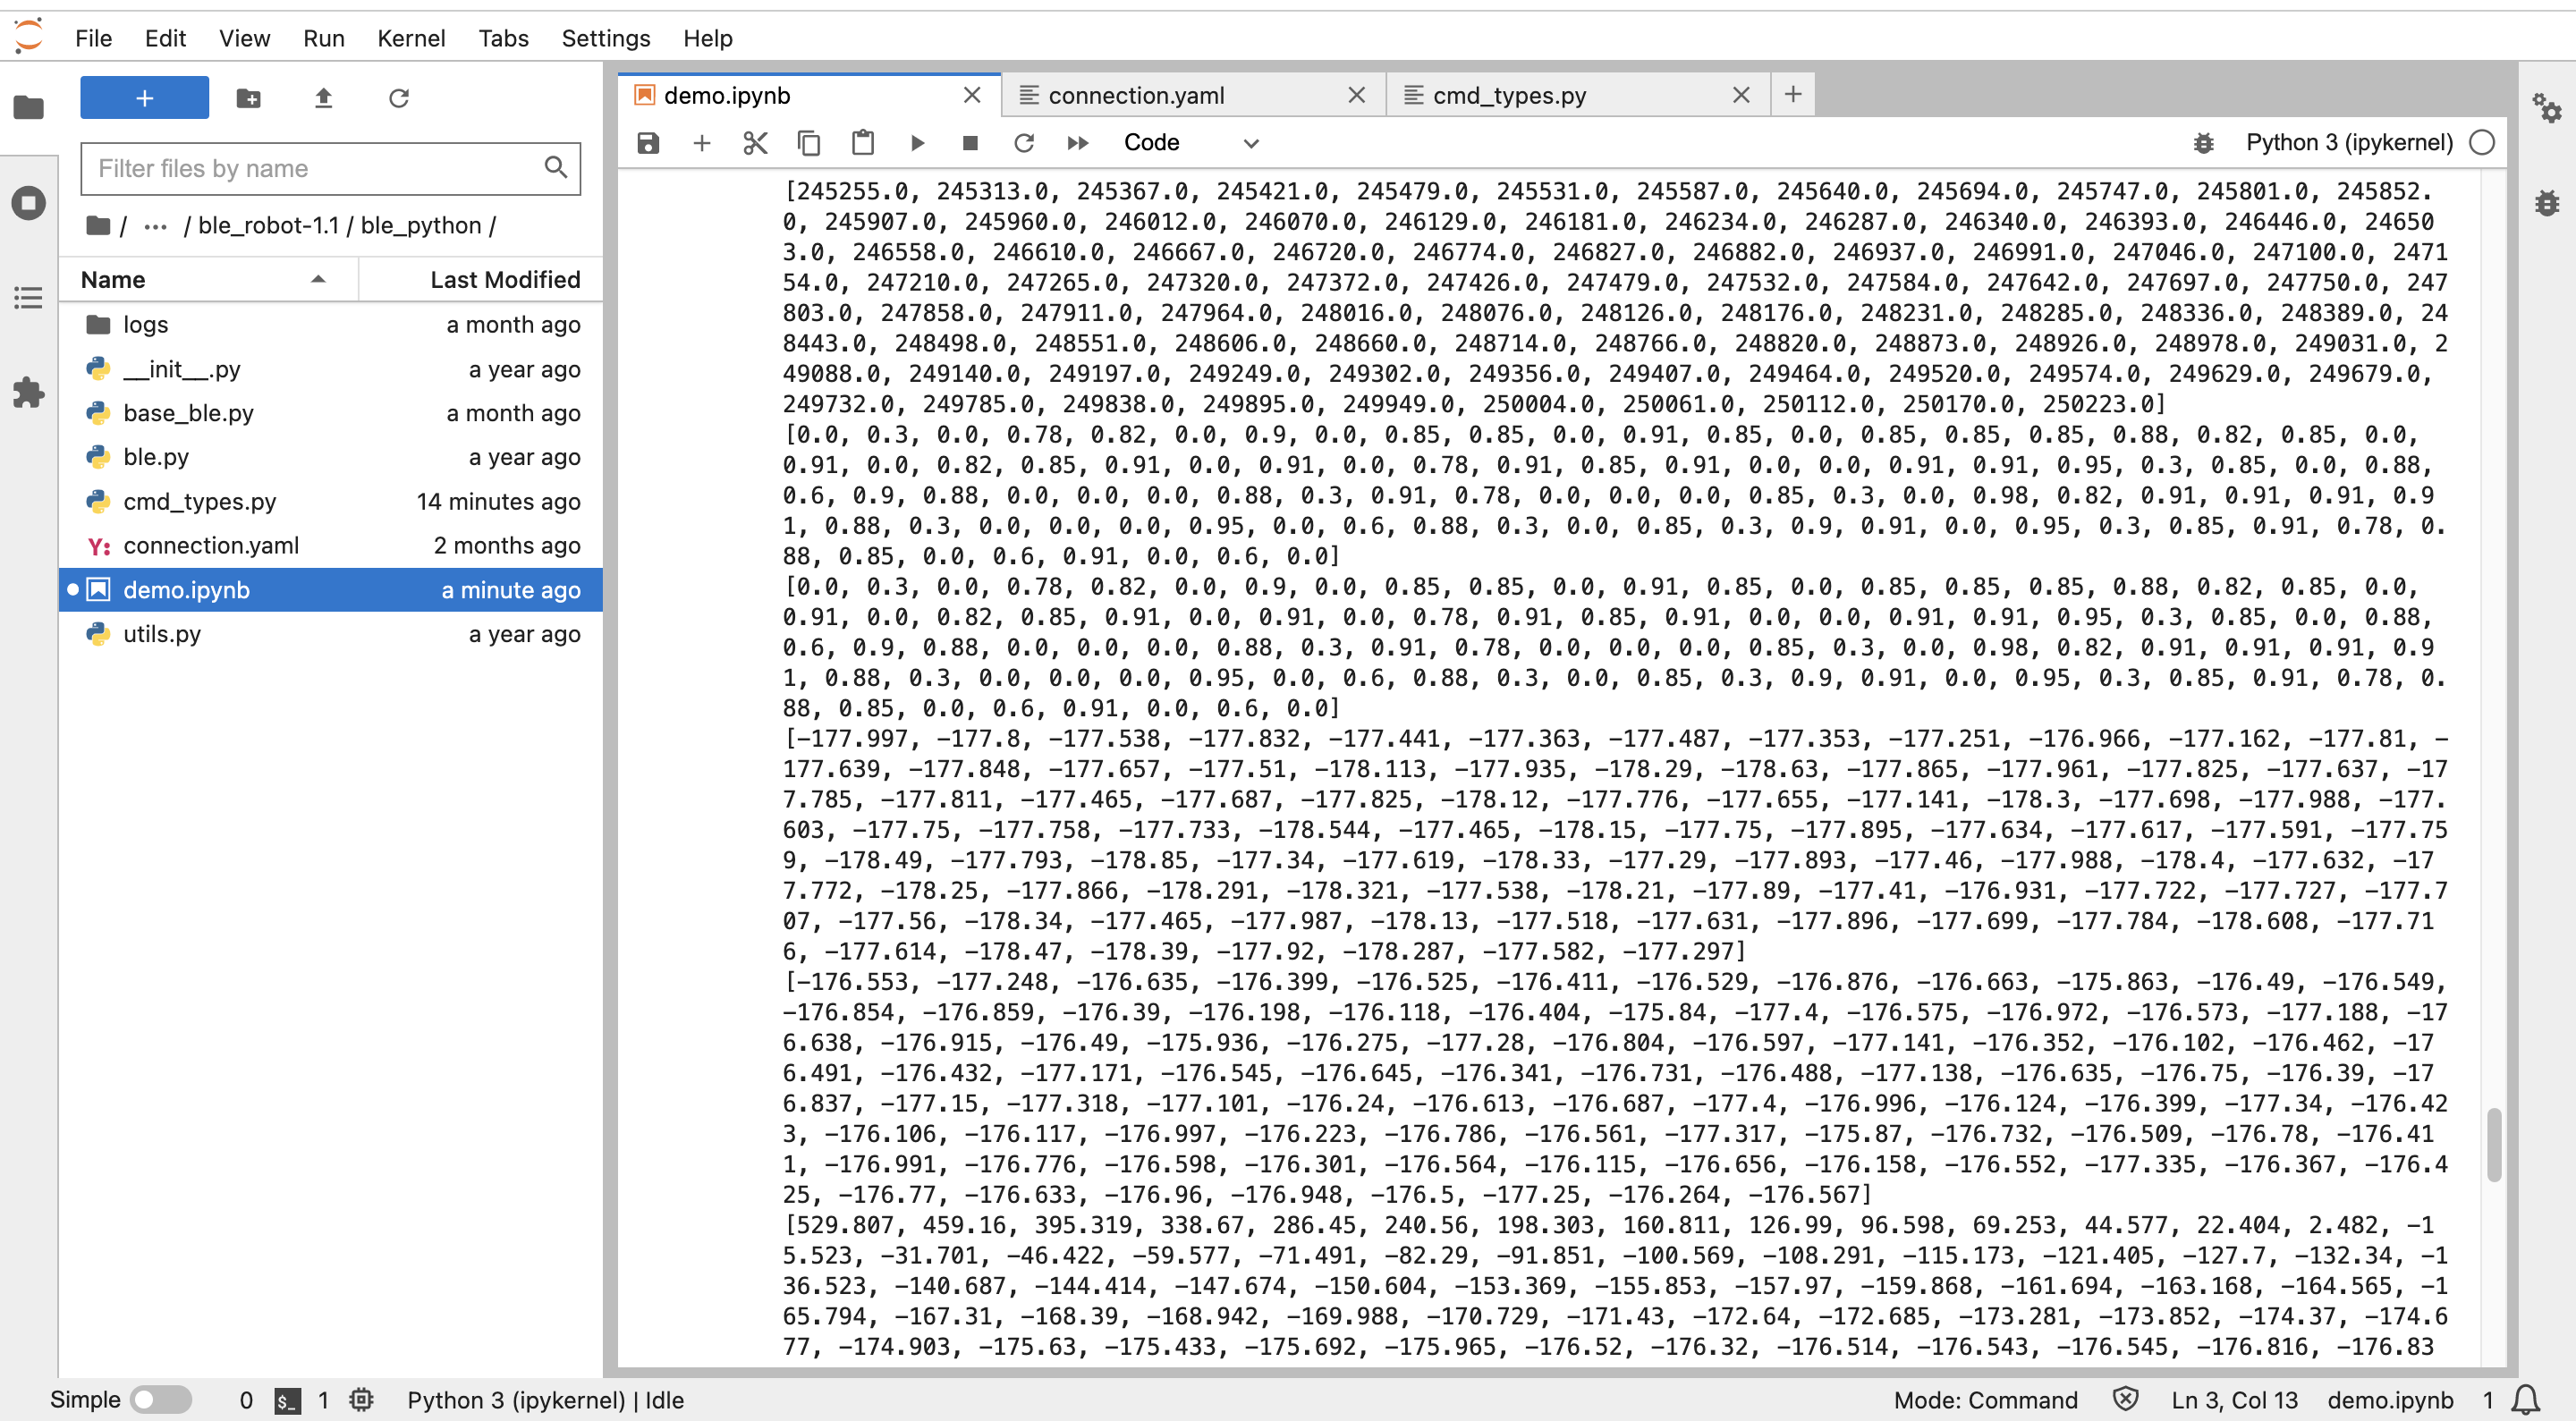 File Edit View Run Kernel Tabs Settings Help
demo.ipynb connection.yaml cmd_types.py
Code Python 3 (ipykernel)
Filter files by name
/ ... / ble_robot-1.1 / ble_python /
Name Last Modified
logs a month ago
__init__.py a year ago
base_ble.py a month ago
ble.py a year ago
cmd_types.py 14 minutes ago
Y: connection.yaml 2 months ago
demo.ipynb a minute ago
utils.py a year ago
[245255.0, 245313.0, 245367.0, 245421.0, 245479.0, 245531.0, 245587.0, 245640.0, 245694.0, 245747.0, 245801.0, 245852.
0, 245907.0, 245960.0, 246012.0, 246070.0, 246129.0, 246181.0, 246234.0, 246287.0, 246340.0, 246393.0, 246446.0, 24650
3.0, 246558.0, 246610.0, 246667.0, 246720.0, 246774.0, 246827.0, 246882.0, 246937.0, 246991.0, 247046.0, 247100.0, 2471
54.0, 247210.0, 247265.0, 247320.0, 247372.0, 247426.0, 247479.0, 247532.0, 247584.0, 247642.0, 247697.0, 247750.0, 247
803.0, 247858.0, 247911.0, 247964.0, 248016.0, 248076.0, 248126.0, 248176.0, 248231.0, 248285.0, 248336.0, 248389.0, 24
8443.0, 248498.0, 248551.0, 248606.0, 248660.0, 248714.0, 248766.0, 248820.0, 248873.0, 248926.0, 248978.0, 249031.0, 2
49088.0, 249140.0, 249197.0, 249249.0, 249302.0, 249356.0, 249407.0, 249464.0, 249520.0, 249574.0, 249629.0, 249679.0,
249732.0, 249785.0, 249838.0, 249895.0, 249949.0, 250004.0, 250061.0, 250112.0, 250170.0, 250223.0]
[0.0, 0.3, 0.0, 0.78, 0.82, 0.0, 0.9, 0.0, 0.85, 0.85, 0.0, 0.91, 0.85, 0.0, 0.85, 0.85, 0.85, 0.88, 0.82, 0.85, 0.0,
0.91, 0.0, 0.82, 0.85, 0.91, 0.0, 0.91, 0.0, 0.78, 0.91, 0.85, 0.91, 0.0, 0.0, 0.91, 0.91, 0.95, 0.3, 0.85, 0.0, 0.88,
0.6, 0.9, 0.88, 0.0, 0.0, 0.0, 0.88, 0.3, 0.91, 0.78, 0.0, 0.0, 0.0, 0.85, 0.3, 0.0, 0.98, 0.82, 0.91, 0.91, 0.91, 0.9
1, 0.88, 0.3, 0.0, 0.0, 0.0, 0.95, 0.0, 0.6, 0.88, 0.3, 0.0, 0.85, 0.3, 0.9, 0.91, 0.0, 0.95, 0.3, 0.85, 0.91, 0.78, 0.
88, 0.85, 0.0, 0.6, 0.91, 0.0, 0.6, 0.0]
[0.0, 0.3, 0.0, 0.78, 0.82, 0.0, 0.9, 0.0, 0.85, 0.85, 0.0, 0.91, 0.85, 0.0, 0.85, 0.85, 0.85, 0.88, 0.82, 0.85, 0.0,
0.91, 0.0, 0.82, 0.85, 0.91, 0.0, 0.91, 0.0, 0.78, 0.91, 0.85, 0.91, 0.0, 0.0, 0.91, 0.91, 0.95, 0.3, 0.85, 0.0, 0.88,
0.6, 0.9, 0.88, 0.0, 0.0, 0.0, 0.88, 0.3, 0.91, 0.78, 0.0, 0.0, 0.0, 0.85, 0.3, 0.0, 0.98, 0.82, 0.91, 0.91, 0.91, 0.9
1, 0.88, 0.3, 0.0, 0.0, 0.0, 0.95, 0.0, 0.6, 0.88, 0.3, 0.0, 0.85, 0.3, 0.9, 0.91, 0.0, 0.95, 0.3, 0.85, 0.91, 0.78, 0.
88, 0.85, 0.0, 0.6, 0.91, 0.0, 0.6, 0.0]
[-177.997, -177.8, -177.538, -177.832, -177.441, -177.363, -177.487, -177.353, -177.251, -176.966, -177.162, -177.81, -
177.639, -177.848, -177.657, -177.51, -178.113, -177.935, -178.29, -178.63, -177.865, -177.961, -177.825, -177.637, -17
7.785, -177.811, -177.465, -177.687, -177.825, -178.12, -177.776, -177.655, -177.141, -178.3, -177.698, -177.988, -177.
603, -177.75, -177.758, -177.733, -178.544, -177.465, -178.15, -177.75, -177.895, -177.634, -177.617, -177.591, -177.75
9, -178.49, -177.793, -178.85, -177.34, -177.619, -178.33, -177.29, -177.893, -177.46, -177.988, -178.4, -177.632, -17
7.772, -178.25, -177.866, -178.291, -178.321, -177.538, -178.21, -177.89, -177.41, -176.931, -177.722, -177.727, -177.7
07, -177.56, -178.34, -177.465, -177.987, -178.13, -177.518, -177.631, -177.896, -177.699, -177.784, -178.608, -177.71
6, -177.614, -178.47, -178.39, -177.92, -178.287, -177.582, -177.297]
[-176.553, -177.248, -176.635, -176.399, -176.525, -176.411, -176.529, -176.876, -176.663, -175.863, -176.49, -176.549,
-176.854, -176.859, -176.39, -176.198, -176.118, -176.404, -175.84, -177.4, -176.575, -176.972, -176.573, -177.188, -17
6.638, -176.915, -176.49, -175.936, -176.275, -177.28, -176.804, -176.597, -177.141, -176.352, -176.102, -176.462, -17
6.491, -176.432, -177.171, -176.545, -176.645, -176.341, -176.731, -176.488, -177.138, -176.635, -176.75, -176.39, -17
6.837, -177.15, -177.318, -177.101, -176.24, -176.613, -176.687, -177.4, -176.996, -176.124, -176.399, -177.34, -176.42
3, -176.106, -176.117, -176.997, -176.223, -176.786, -176.561, -177.317, -175.87, -176.732, -176.509, -176.78, -176.41
1, -176.991, -176.776, -176.598, -176.301, -176.564, -176.115, -176.656, -176.158, -176.552, -177.335, -176.367, -176.4
25, -176.77, -176.633, -176.96, -176.948, -176.5, -177.25, -176.264, -176.567]
[529.807, 459.16, 395.319, 338.67, 286.45, 240.56, 198.303, 160.811, 126.99, 96.598, 69.253, 44.577, 22.404, 2.482, -1
5.523, -31.701, -46.422, -59.577, -71.491, -82.29, -91.851, -100.569, -108.291, -115.173, -121.405, -127.7, -132.34, -1
36.523, -140.687, -144.414, -147.674, -150.604, -153.369, -155.853, -157.97, -159.868, -161.694, -163.168, -164.565, -1
65.794, -167.31, -168.39, -168.942, -169.988, -170.729, -171.43, -172.64, -172.685, -173.281, -173.852, -174.37, -174.6
77, -174.903, -175.63, -175.433, -175.692, -175.965, -176.52, -176.32, -176.514, -176.543, -176.545, -176.816, -176.83
Simple 0 $_ 1 Python 3 (ipykernel) | Idle Mode: Command Ln 3, Col 13 demo.ipynb 1